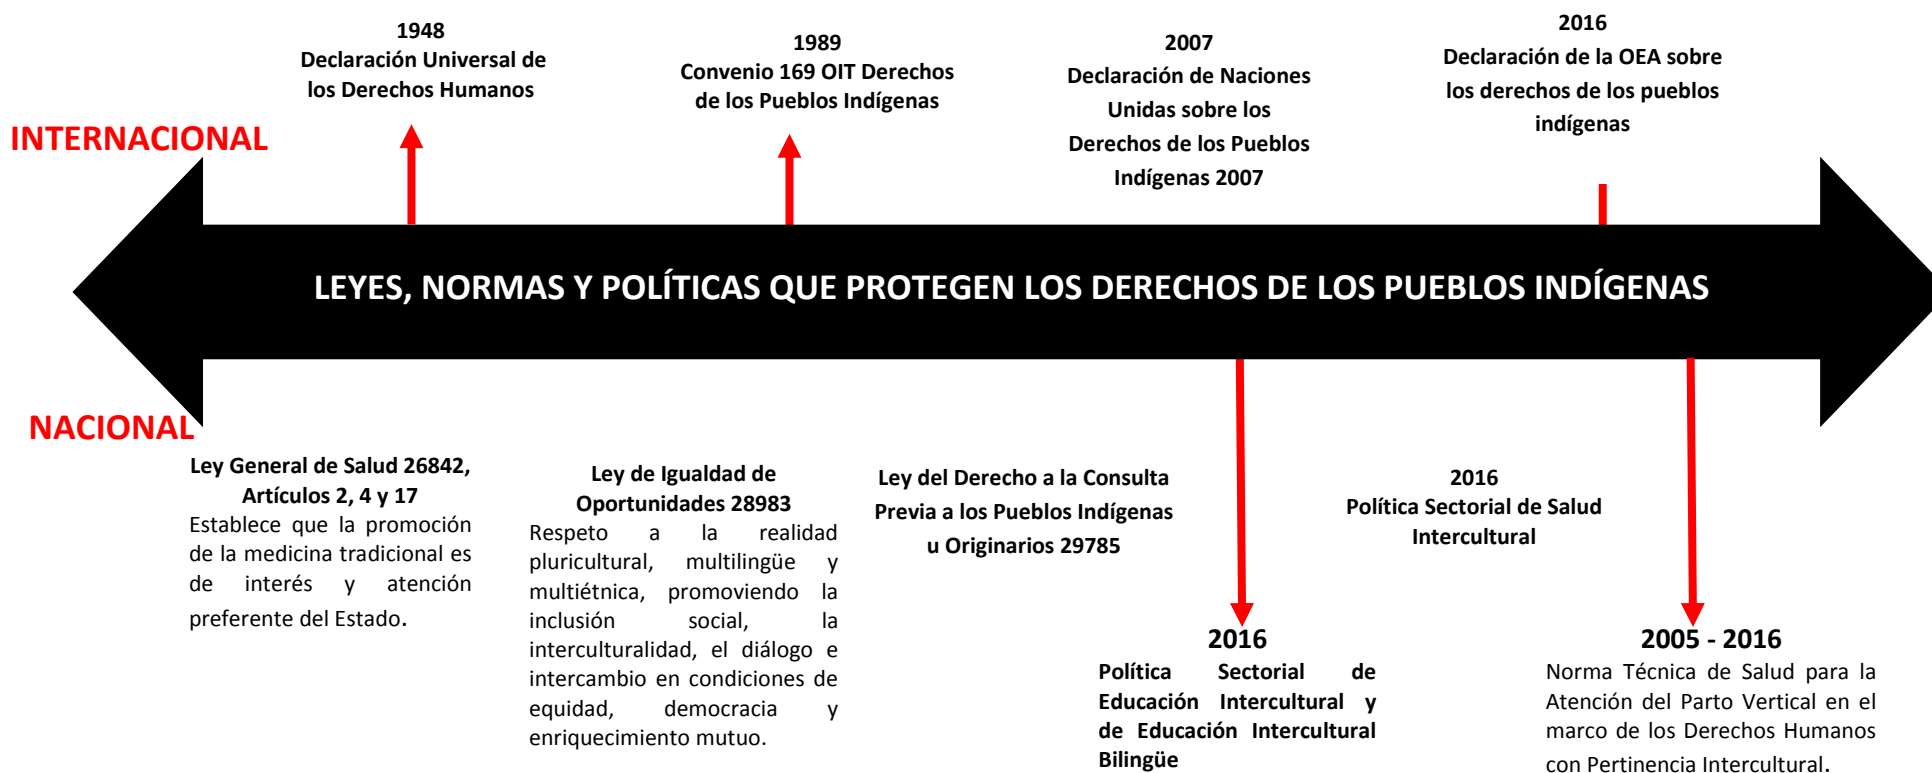 1948
Declaración Universal de
los Derechos Humanos
1989
Convenio 169 OIT Derechos
de los Pueblos Indígenas
2007
Declaración de Naciones
Unidas sobre los
Derechos de los Pueblos
Indígenas 2007
2016
Declaración de la OEA sobre
los derechos de los pueblos
indígenas
INTERNACIONAL
LEYES, NORMAS Y POLÍTICAS QUE PROTEGEN LOS DERECHOS DE LOS PUEBLOS INDÍGENAS
NACIONAL
Ley General de Salud 26842,
Artículos 2, 4 y 17
Establece que la promoción
de la medicina tradicional es
de interés y atención
preferente del Estado.
Ley de Igualdad de
Oportunidades 28983
Respeto a la realidad
pluricultural, multilingüe y
multiétnica, promoviendo la
inclusión social, la
interculturalidad, el diálogo e
intercambio en condiciones de
equidad, democracia y
enriquecimiento mutuo.
Ley del Derecho a la Consulta
Previa a los Pueblos Indígenas
u Originarios 29785
2016
Política Sectorial de
Educación Intercultural y
de Educación Intercultural
Bilingüe
2016
Política Sectorial de Salud
Intercultural
2005 - 2016
Norma Técnica de Salud para la
Atención del Parto Vertical en el
marco de los Derechos Humanos
con Pertinencia Intercultural.